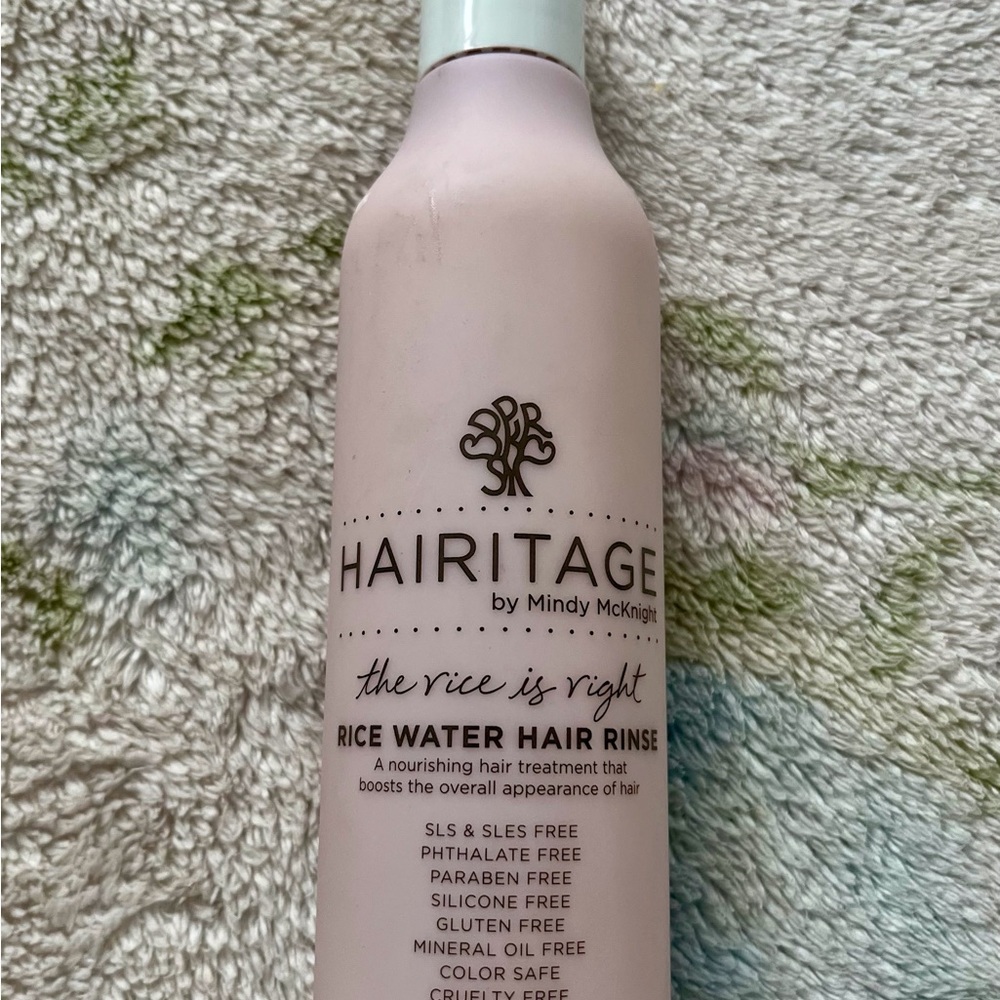 HAIRITAGE
by Mindy McKnight
the rice is right
RICE WATER HAIR RINSE
A nourishing hair treatment that
boosts the overall appearance of hair
SLS & SLES FREE
PHTHALATE FREE
PARABEN FREE
SILICONE FREE
GLUTEN FREE
MINERAL OIL FREE
COLOR SAFE
CRUELTY FREE